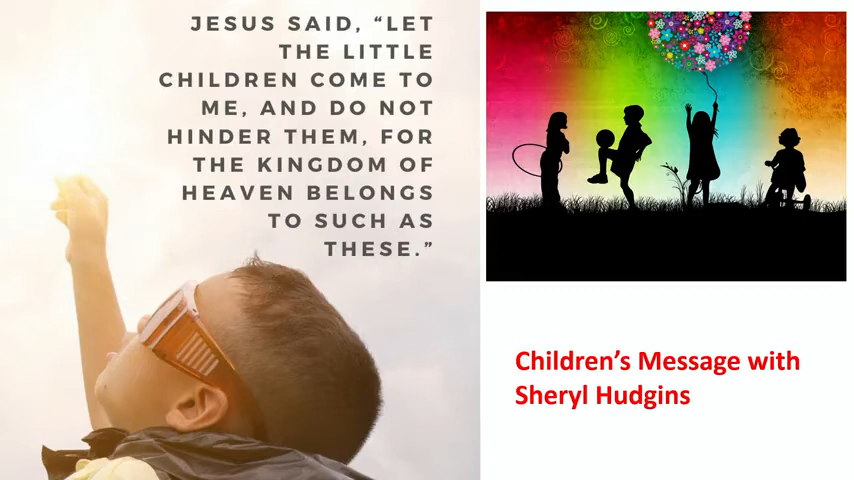 JESUS SAID, “LET
THE LITTLE
CHILDREN COME TO
ME, AND DO NOT
HINDER THEM, FOR
THE KINGDOM OF
HEAVEN BELONGS
TO SUCH AS
THESE.”
Children’s Message with
Sheryl Hudgins